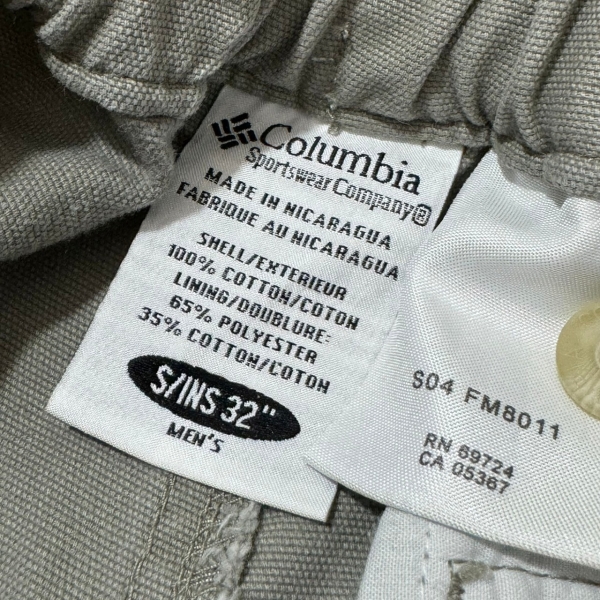 Columbia
Sportswear Company®
MADE IN NICARAGUA
FABRIQUE AU NICARAGUA
SHELL/EXTERIEUR
100% COTTON/COTON
LINING/DOUBLURE:
65% POLYESTER
35% COTTON/COTON
S/INS 32"
MEN'S
S04 FM8011
RN 69724
CA 05367